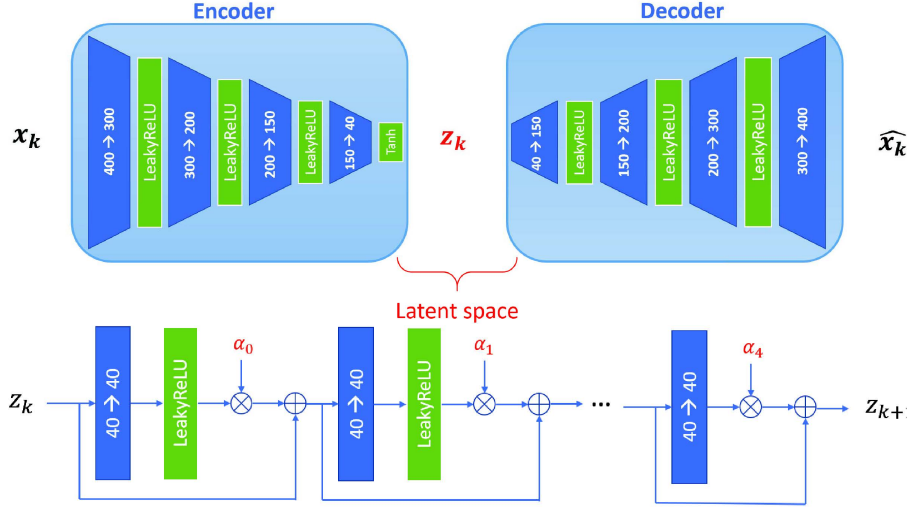 Encoder
Decoder
x_k
400 → 300
LeakyReLU
300 → 200
LeakyReLU
200 → 150
LeakyReLU
150 → 40
Tanh
z_k
40 → 150
LeakyReLU
150 → 200
LeakyReLU
200 → 300
LeakyReLU
300 → 400
\widehat{x_k}
Latent space
z_k
40 → 40
LeakyReLU
α_0
40 → 40
LeakyReLU
α_1
...
40 → 40
α_4